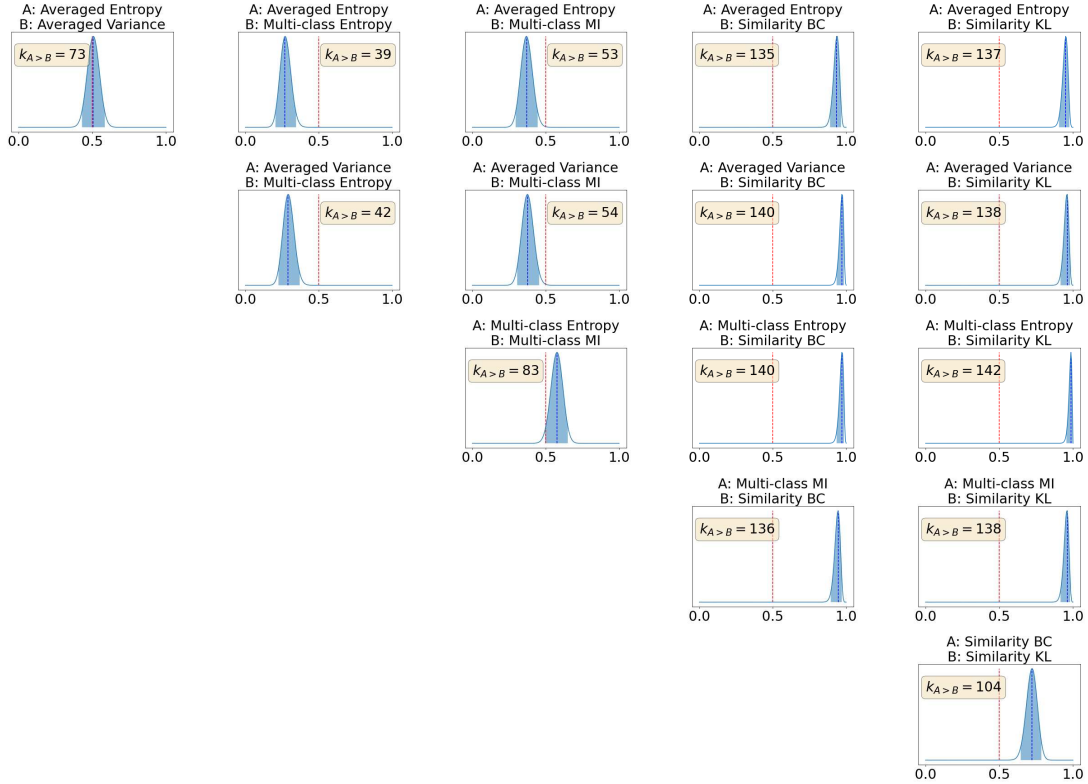 A: Averaged Entropy
B: Averaged Variance
k_{A>B} = 73
0.0 0.5 1.0
A: Averaged Entropy
B: Multi-class Entropy
k_{A>B} = 39
0.0 0.5 1.0
A: Averaged Entropy
B: Multi-class MI
k_{A>B} = 53
0.0 0.5 1.0
A: Averaged Entropy
B: Similarity BC
k_{A>B} = 135
0.0 0.5 1.0
A: Averaged Entropy
B: Similarity KL
k_{A>B} = 137
0.0 0.5 1.0
A: Averaged Variance
B: Multi-class Entropy
k_{A>B} = 42
0.0 0.5 1.0
A: Averaged Variance
B: Multi-class MI
k_{A>B} = 54
0.0 0.5 1.0
A: Averaged Variance
B: Similarity BC
k_{A>B} = 140
0.0 0.5 1.0
A: Averaged Variance
B: Similarity KL
k_{A>B} = 138
0.0 0.5 1.0
A: Multi-class Entropy
B: Multi-class MI
k_{A>B} = 83
0.0 0.5 1.0
A: Multi-class Entropy
B: Similarity BC
k_{A>B} = 140
0.0 0.5 1.0
A: Multi-class Entropy
B: Similarity KL
k_{A>B} = 142
0.0 0.5 1.0
A: Multi-class MI
B: Similarity BC
k_{A>B} = 136
0.0 0.5 1.0
A: Multi-class MI
B: Similarity KL
k_{A>B} = 138
0.0 0.5 1.0
A: Similarity BC
B: Similarity KL
k_{A>B} = 104
0.0 0.5 1.0